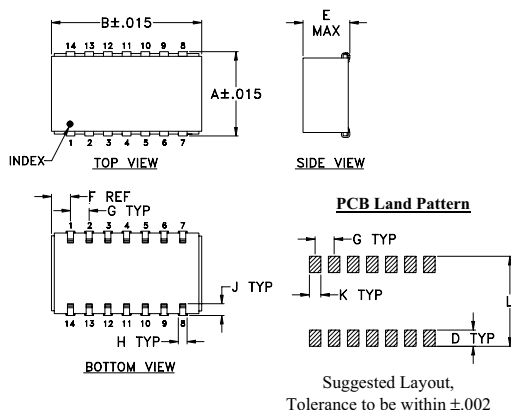 B±.015
E
MAX
14 13 12 11 10 9 8
A±.015
INDEX
1 2 3 4 5 6 7
TOP VIEW
SIDE VIEW
F REF
G TYP
1 2 3 4 5 6 7
J TYP
14 13 12 11 10 9 8
H TYP
BOTTOM VIEW
PCB Land Pattern
G TYP
K TYP
L
D TYP
Suggested Layout,
Tolerance to be within ±.002